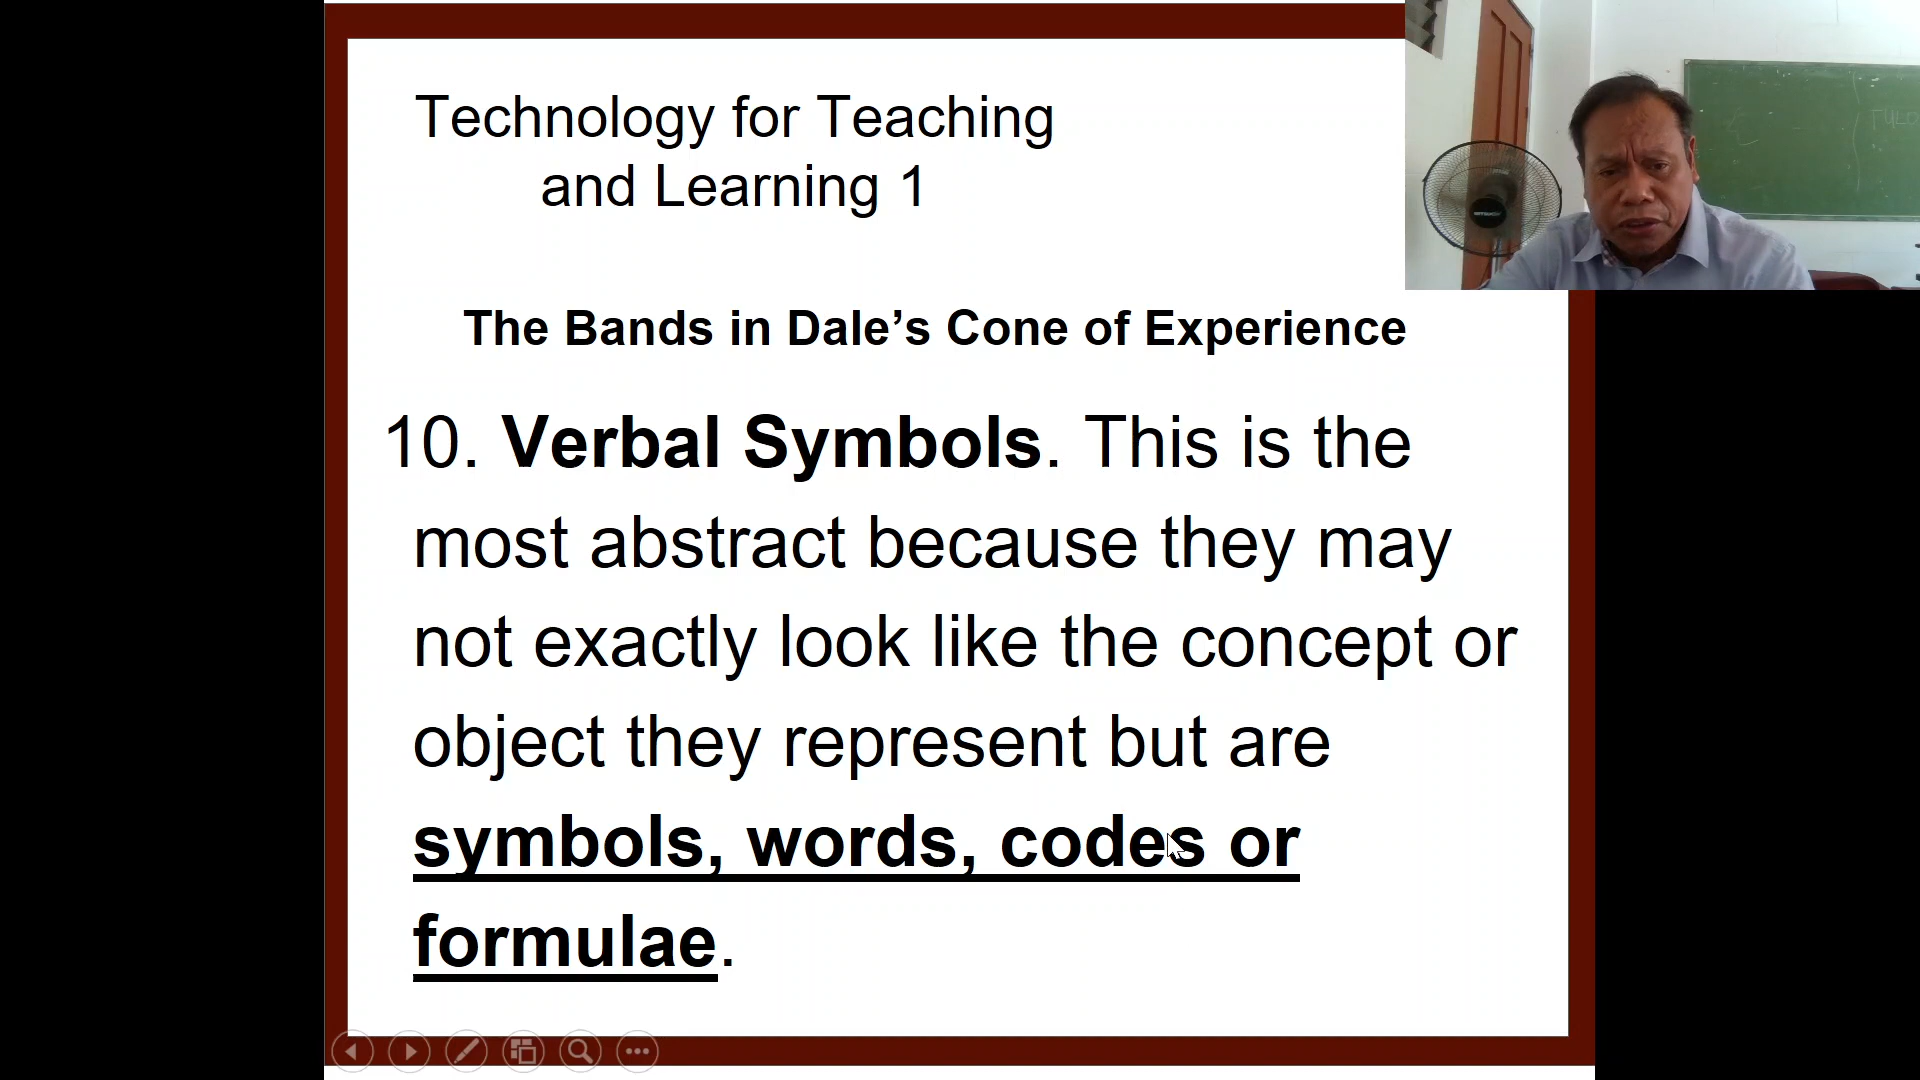 Technology for Teaching
and Learning 1
The Bands in Dale’s Cone of Experience
10. Verbal Symbols. This is the
most abstract because they may
not exactly look like the concept or
object they represent but are
symbols, words, codes or
formulae.